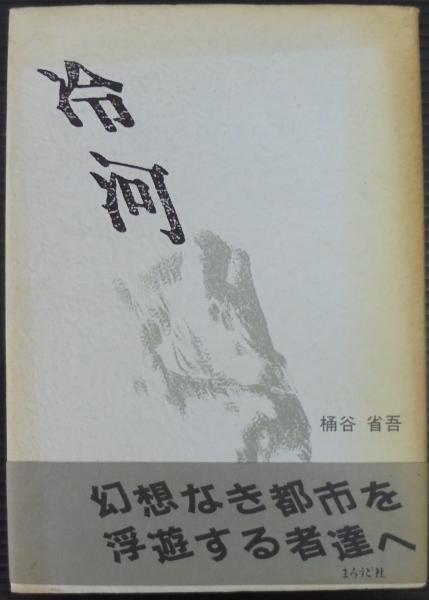 冷河
桶谷 省吾
幻想なき都市を
浮遊する者達へ
まろうど社